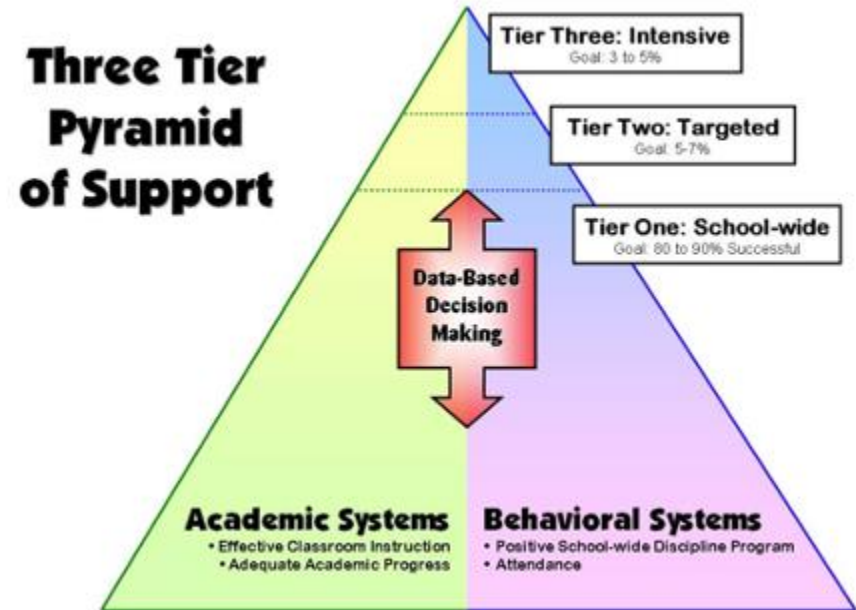 Three Tier
Pyramid
of Support
Tier Three: Intensive
Goal: 3 to 5%
Tier Two: Targeted
Goal: 5-7%
Tier One: School-wide
Goal: 80 to 90% Successful
Data-Based
Decision
Making
Academic Systems
• Effective Classroom Instruction
• Adequate Academic Progress
Behavioral Systems
• Positive School-wide Discipline Program
• Attendance